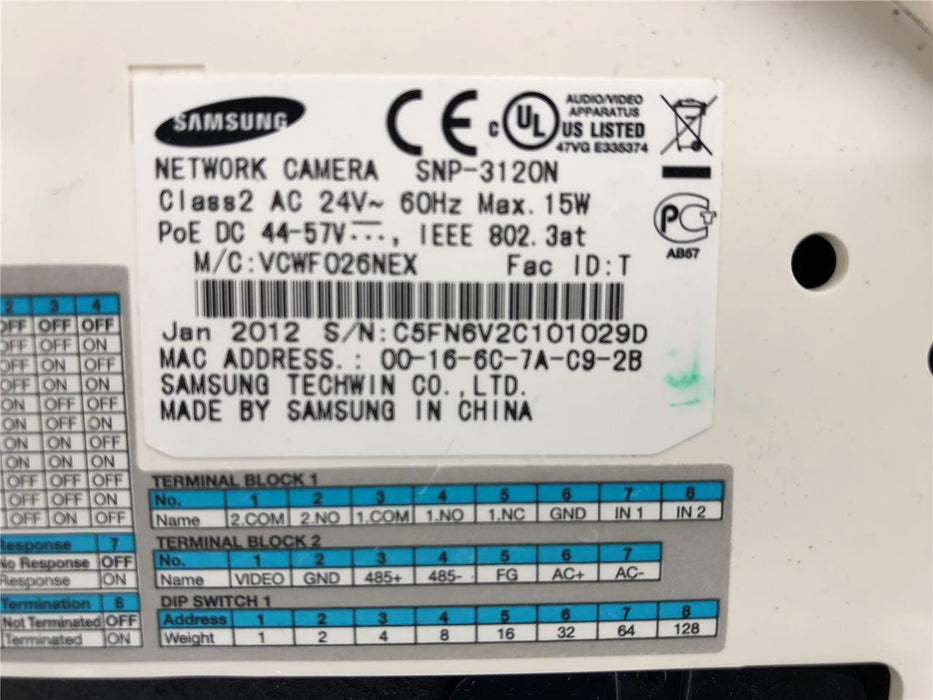 SAMSUNG
CE
c UL US LISTED
AUDIO/VIDEO
APPARATUS
47VG E335374
NETWORK CAMERA SNP-3120N
Class2 AC 24V~ 60Hz Max. 15W
PoE DC 44-57V⎓, IEEE 802.3at
PCT
AB57
M/C:VCWF026NEX Fac ID:T
Jan 2012 S/N:C5FN6V2C101029D
MAC ADDRESS.: 00-16-6C-7A-C9-2B
SAMSUNG TECHWIN CO.,LTD.
MADE BY SAMSUNG IN CHINA
2 3 4
OFF OFF OFF
OFF OFF ON
OFF ON OFF
OFF ON ON
ON OFF OFF
ON OFF ON
ON ON OFF
ON ON ON
OFF OFF ON
OFF ON OFF
Response 7
No Response OFF
Response ON
Termination 8
Not Terminated OFF
Terminated ON
TERMINAL BLOCK 1
No. 1 2 3 4 5 6 7 8
Name 2.COM 2.NO 1.COM 1.NO 1.NC GND IN 1 IN 2
TERMINAL BLOCK 2
No. 1 2 3 4 5 6 7
Name VIDEO GND 485+ 485- FG AC+ AC-
DIP SWITCH 1
Address 1 2 3 4 5 6 7 8
Weight 1 2 4 8 16 32 64 128